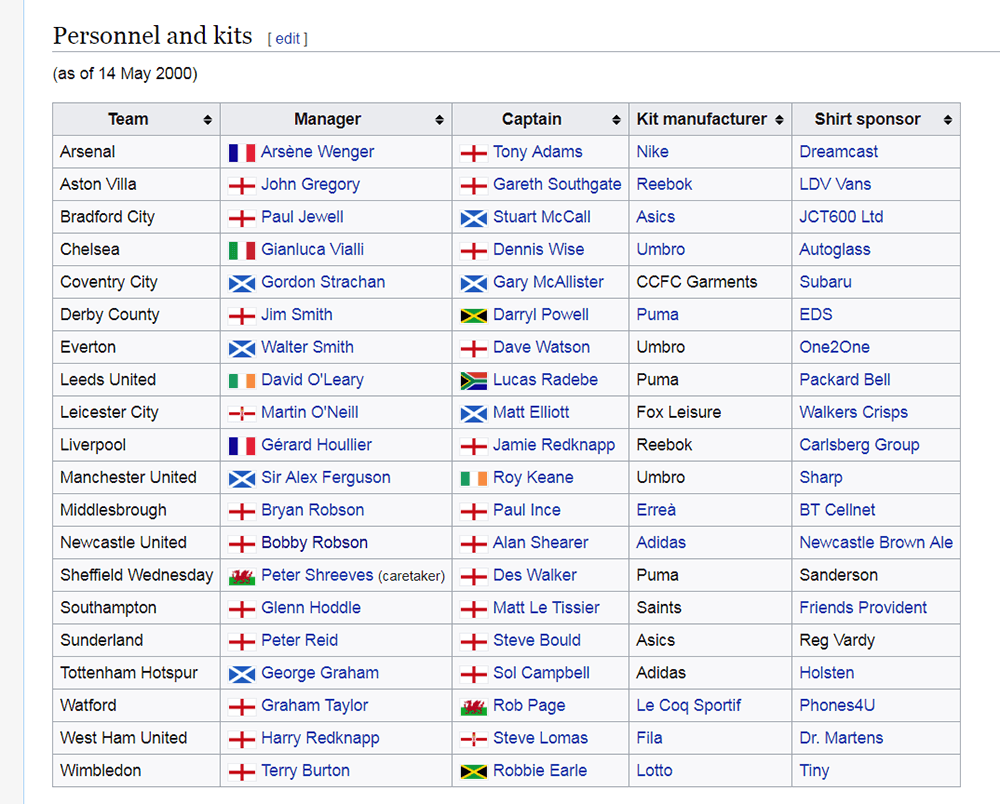 Personnel and kits [ edit ]
(as of 14 May 2000)
Team Manager Captain Kit manufacturer Shirt sponsor
Arsenal Arsène Wenger Tony Adams Nike Dreamcast
Aston Villa John Gregory Gareth Southgate Reebok LDV Vans
Bradford City Paul Jewell Stuart McCall Asics JCT600 Ltd
Chelsea Gianluca Vialli Dennis Wise Umbro Autoglass
Coventry City Gordon Strachan Gary McAllister CCFC Garments Subaru
Derby County Jim Smith Darryl Powell Puma EDS
Everton Walter Smith Dave Watson Umbro One2One
Leeds United David O'Leary Lucas Radebe Puma Packard Bell
Leicester City Martin O'Neill Matt Elliott Fox Leisure Walkers Crisps
Liverpool Gérard Houllier Jamie Redknapp Reebok Carlsberg Group
Manchester United Sir Alex Ferguson Roy Keane Umbro Sharp
Middlesbrough Bryan Robson Paul Ince Erreà BT Cellnet
Newcastle United Bobby Robson Alan Shearer Adidas Newcastle Brown Ale
Sheffield Wednesday Peter Shreeves (caretaker) Des Walker Puma Sanderson
Southampton Glenn Hoddle Matt Le Tissier Saints Friends Provident
Sunderland Peter Reid Steve Bould Asics Reg Vardy
Tottenham Hotspur George Graham Sol Campbell Adidas Holsten
Watford Graham Taylor Rob Page Le Coq Sportif Phones4U
West Ham United Harry Redknapp Steve Lomas Fila Dr. Martens
Wimbledon Terry Burton Robbie Earle Lotto Tiny